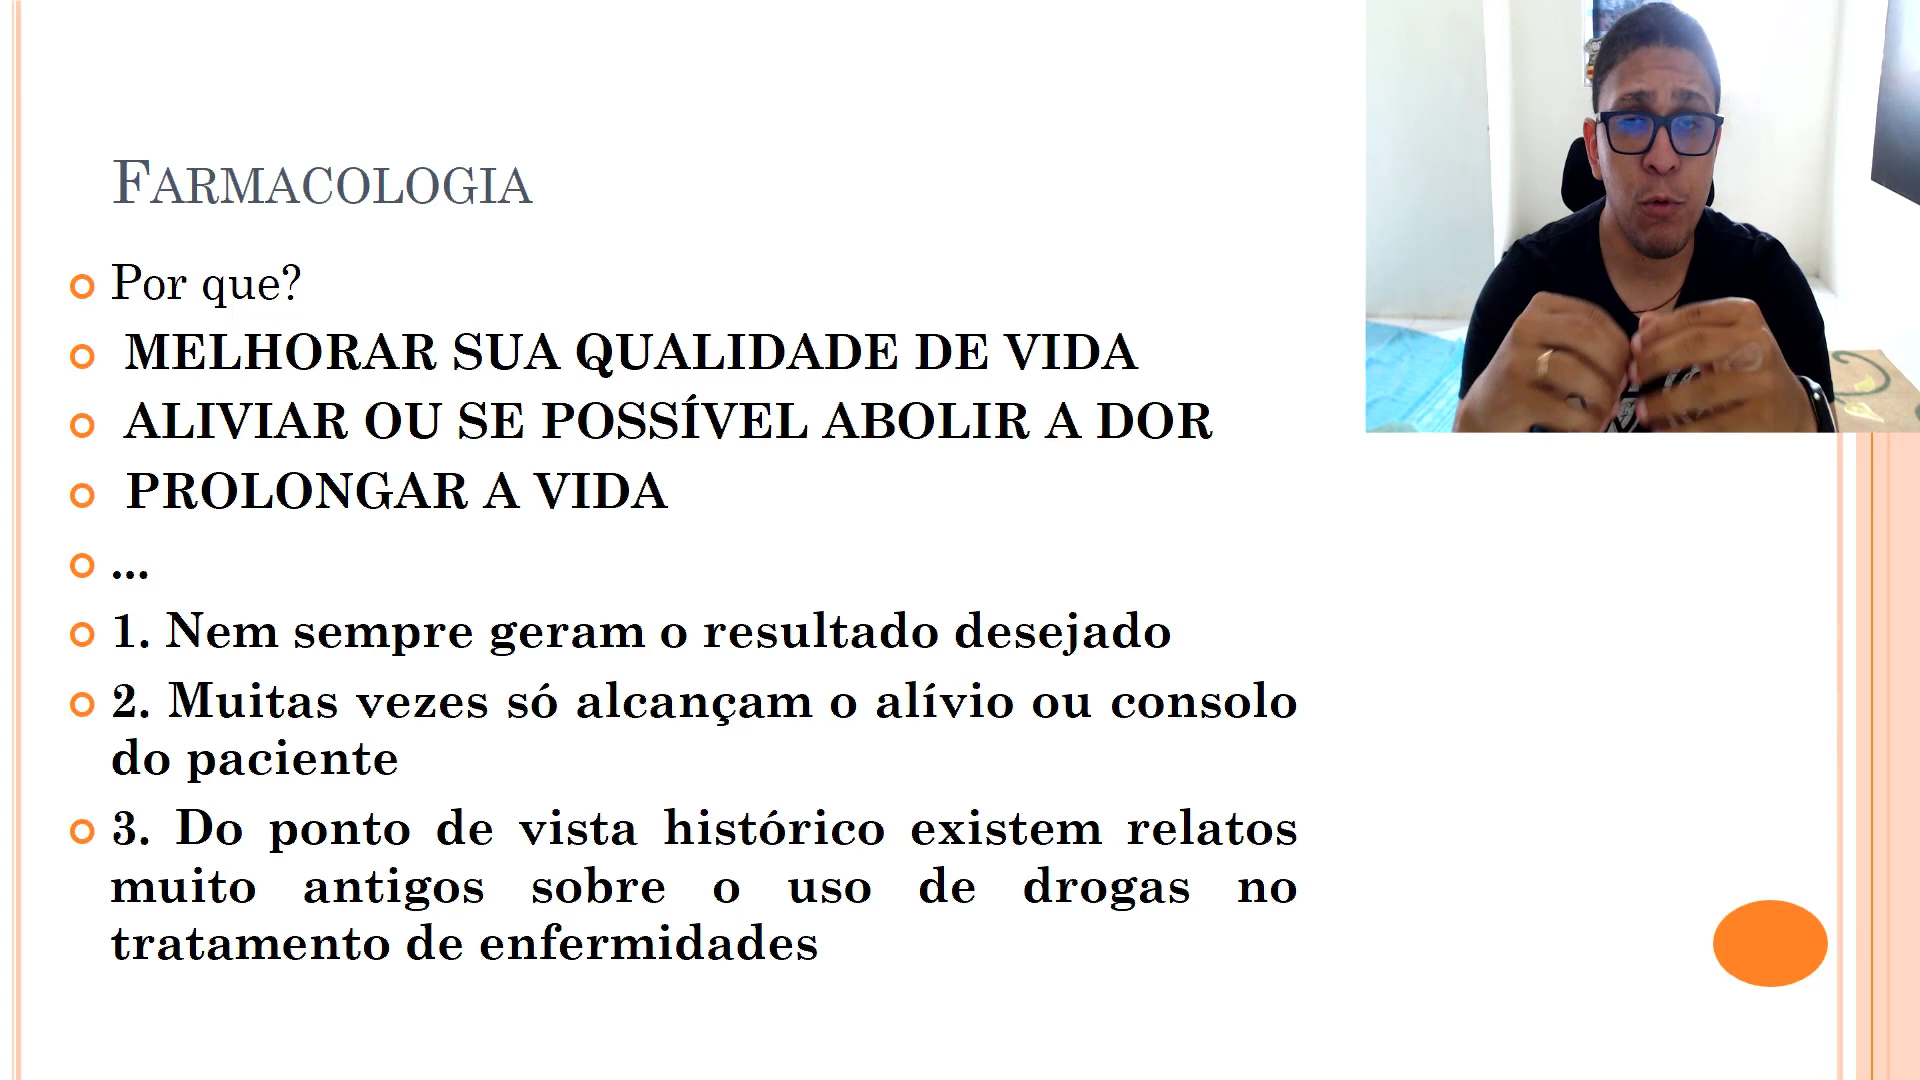 FARMACOLOGIA
Por que?
MELHORAR SUA QUALIDADE DE VIDA
ALIVIAR OU SE POSSÍVEL ABOLIR A DOR
PROLONGAR A VIDA
...
1. Nem sempre geram o resultado desejado
2. Muitas vezes só alcançam o alívio ou consolo
do paciente
3. Do ponto de vista histórico existem relatos
muito antigos sobre o uso de drogas no
tratamento de enfermidades